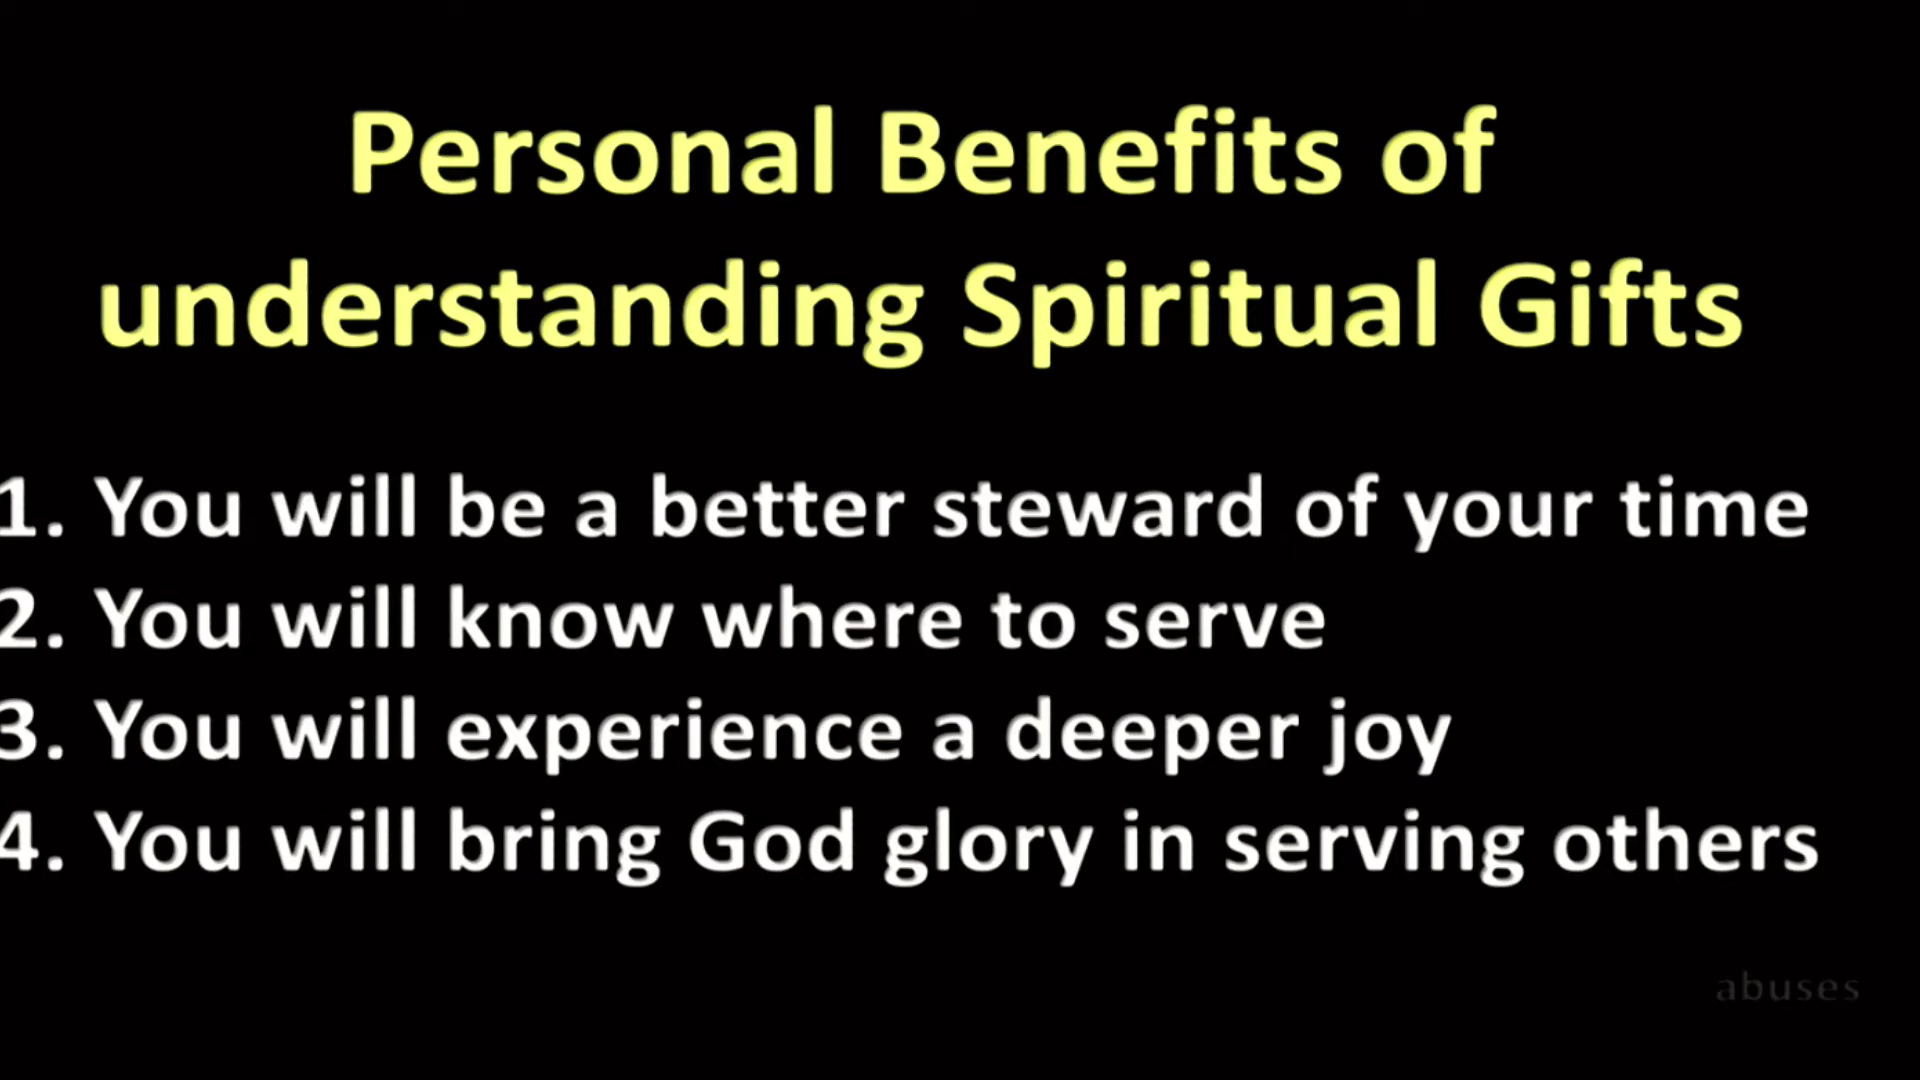 Personal Benefits of
understanding Spiritual Gifts
1. You will be a better steward of your time
2. You will know where to serve
3. You will experience a deeper joy
4. You will bring God glory in serving others
abuses